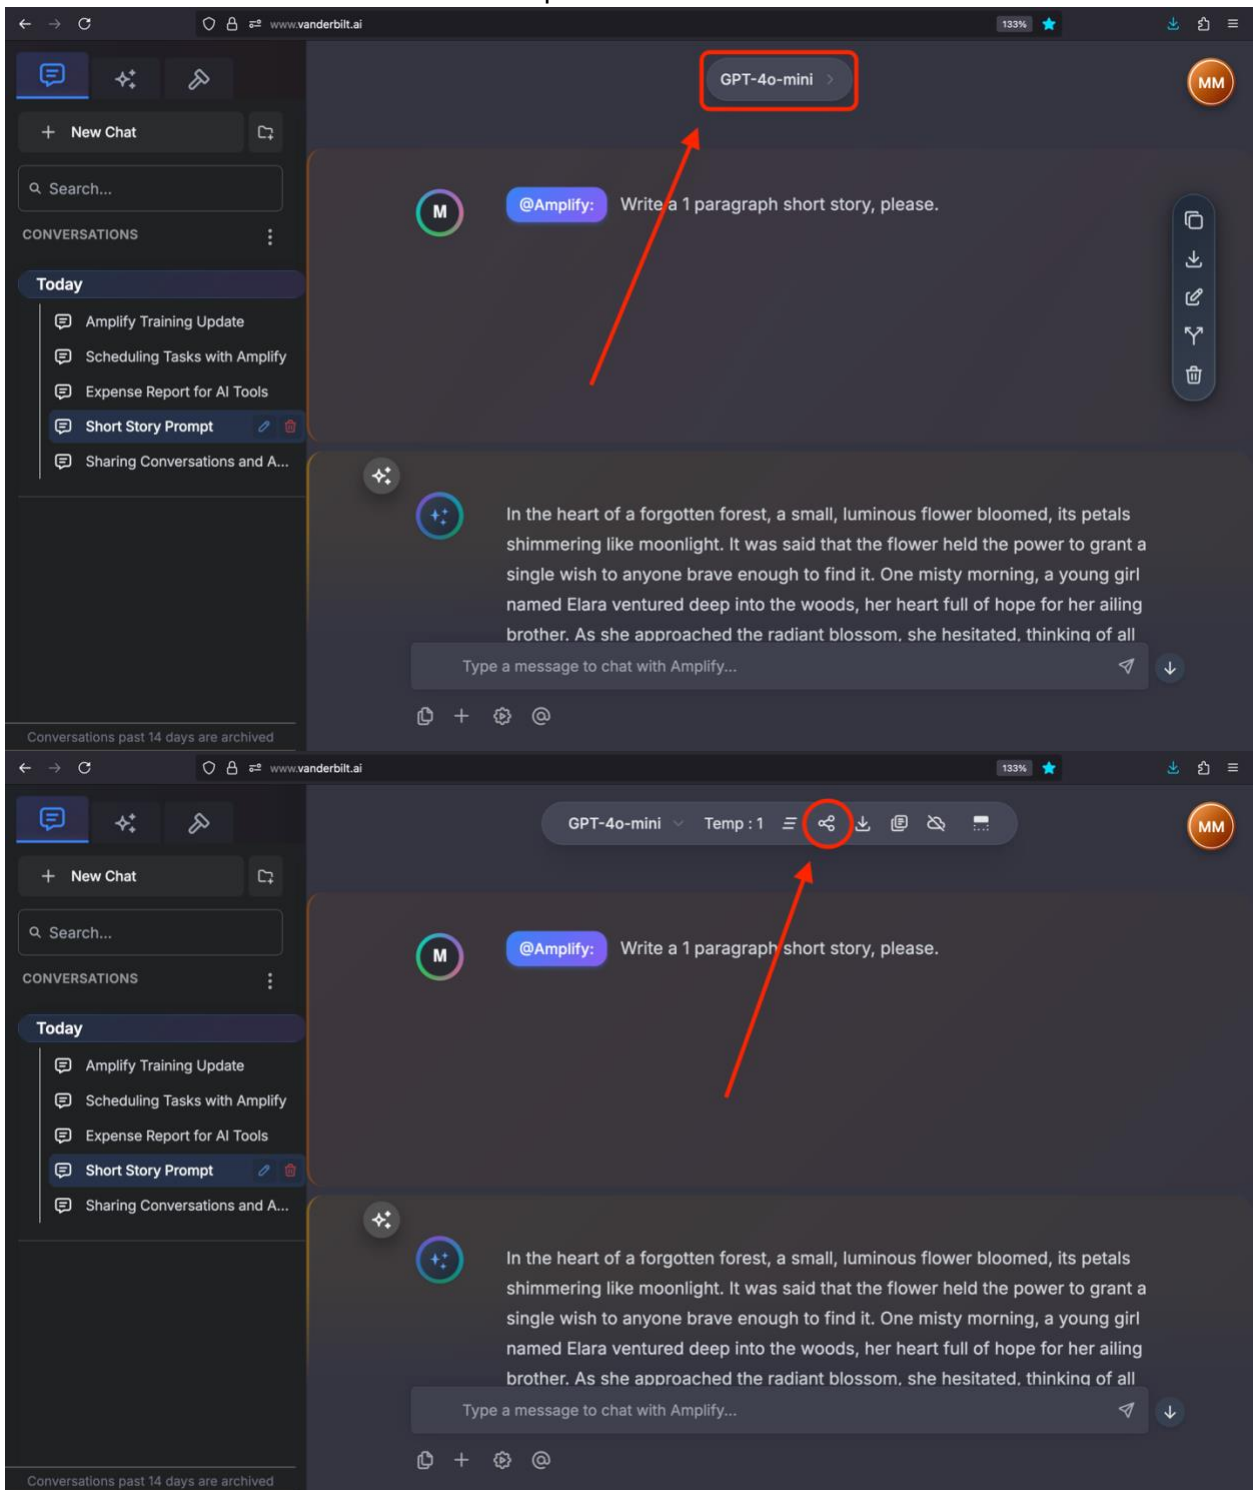 www.vanderbilt.ai
133%
GPT-4o-mini
MM
+ New Chat
Search...
CONVERSATIONS
Today
Amplify Training Update
Scheduling Tasks with Amplify
Expense Report for AI Tools
Short Story Prompt
Sharing Conversations and A...
Conversations past 14 days are archived
M
@Amplify: Write a 1 paragraph short story, please.
In the heart of a forgotten forest, a small, luminous flower bloomed, its petals
shimmering like moonlight. It was said that the flower held the power to grant a
single wish to anyone brave enough to find it. One misty morning, a young girl
named Elara ventured deep into the woods, her heart full of hope for her ailing
brother. As she approached the radiant blossom, she hesitated, thinking of all
Type a message to chat with Amplify...
www.vanderbilt.ai
133%
GPT-4o-mini Temp : 1
MM
+ New Chat
Search...
CONVERSATIONS
Today
Amplify Training Update
Scheduling Tasks with Amplify
Expense Report for AI Tools
Short Story Prompt
Sharing Conversations and A...
Conversations past 14 days are archived
M
@Amplify: Write a 1 paragraph short story, please.
In the heart of a forgotten forest, a small, luminous flower bloomed, its petals
shimmering like moonlight. It was said that the flower held the power to grant a
single wish to anyone brave enough to find it. One misty morning, a young girl
named Elara ventured deep into the woods, her heart full of hope for her ailing
brother. As she approached the radiant blossom, she hesitated, thinking of all
Type a message to chat with Amplify...